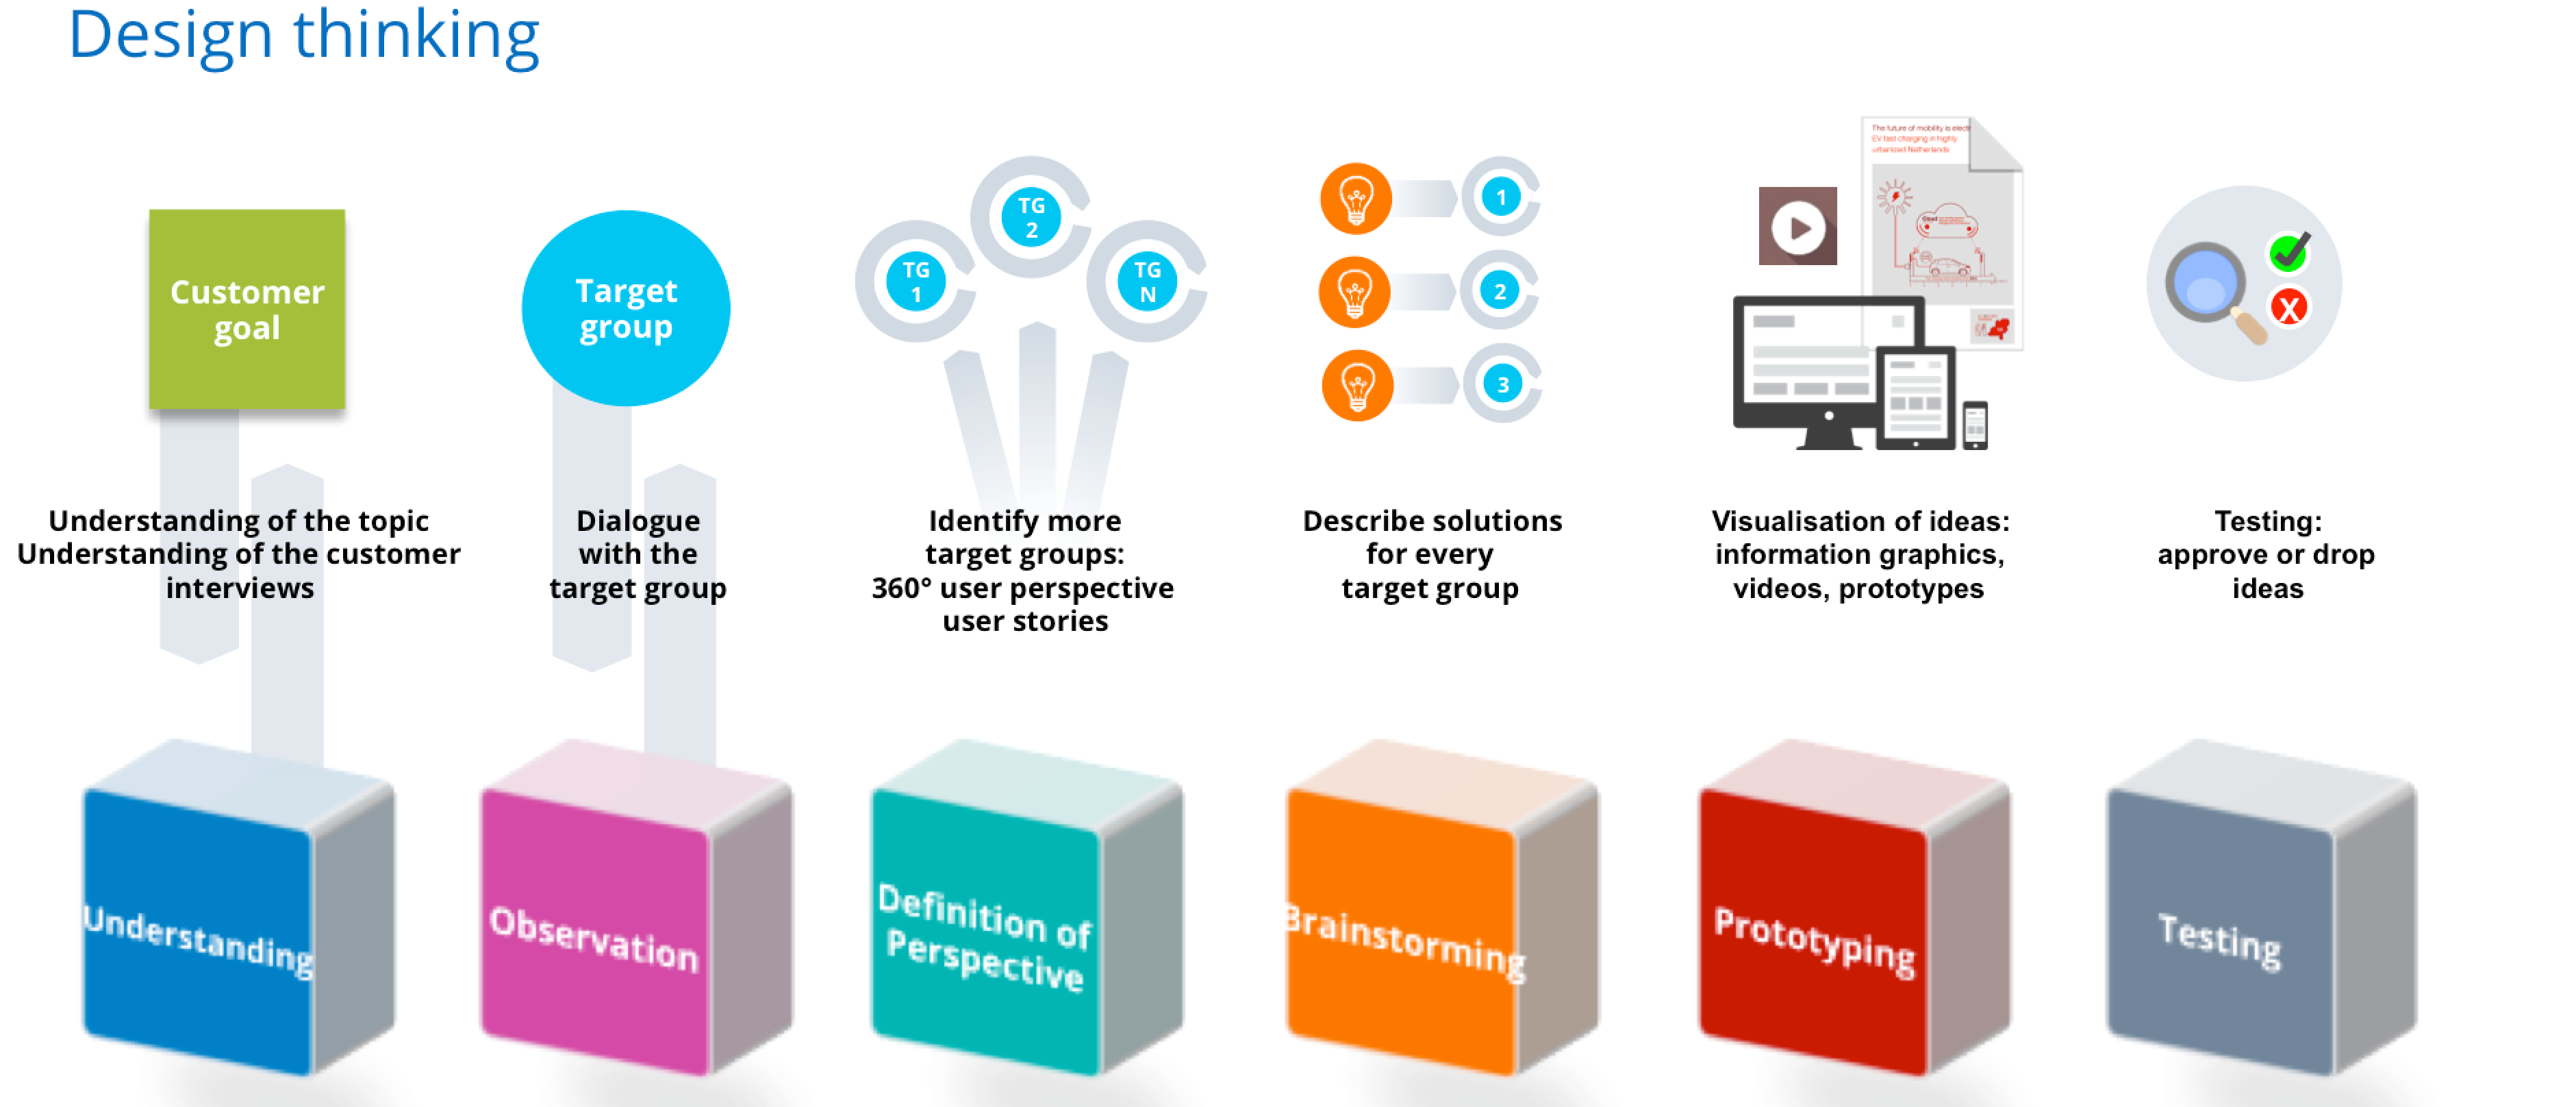 Design thinking
Customer
goal
Target
group
TG
1
TG
2
TG
N
1
2
3
The future of mobility is electr
EV fast charging in highly
urbanized Netherlands
Cloud
X
Understanding of the topic
Understanding of the customer
interviews
Dialogue
with the
target group
Identify more
target groups:
360° user perspective
user stories
Describe solutions
for every
target group
Visualisation of ideas:
information graphics,
videos, prototypes
Testing:
approve or drop
ideas
Understanding
Observation
Definition of
Perspective
Brainstorming
Prototyping
Testing